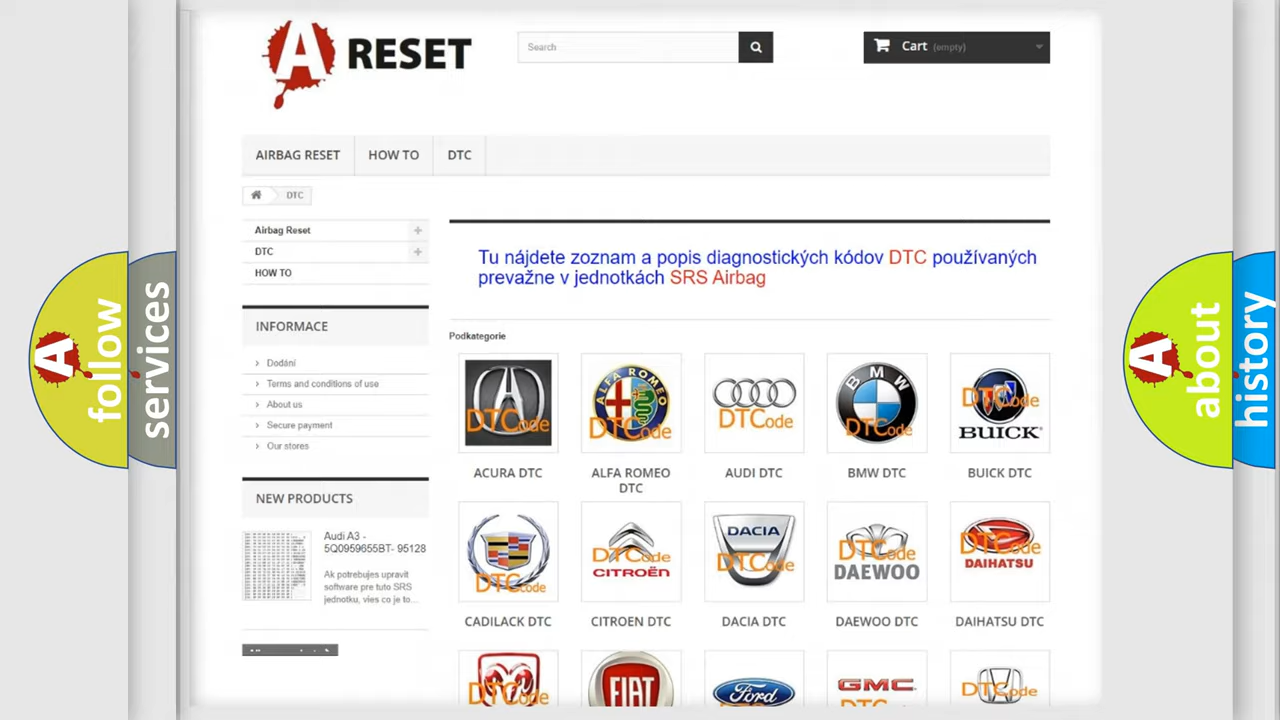 A RESET
Search
Cart (empty)
AIRBAG RESET
HOW TO
DTC
DTC
Airbag Reset
DTC
HOW TO
Tu nájdete zoznam a popis diagnostických kódov DTC používaných
prevažne v jednotkách SRS Airbag
INFORMACE
Dodání
Terms and conditions of use
About us
Secure payment
Our stores
NEW PRODUCTS
Audi A3 -
5Q0959655BT- 95128
Ak potrebujes upravit
software pre tuto SRS
jednotku, vies co je to...
Podkategorie
DTCode
ALFA ROMEO
DTCode
DTCode
BMW
DTCode
DTCode
BUICK
ACURA DTC
ALFA ROMEO
DTC
AUDI DTC
BMW DTC
BUICK DTC
DTCode
DTCode
CITROËN
DACIA
DTCode
DTCode
DAEWOO
DTCode
DAIHATSU
CADILACK DTC
CITROEN DTC
DACIA DTC
DAEWOO DTC
DAIHATSU DTC
DTCode
FIAT
Ford
GMC
DTCode
A
follow
services
A
about
history